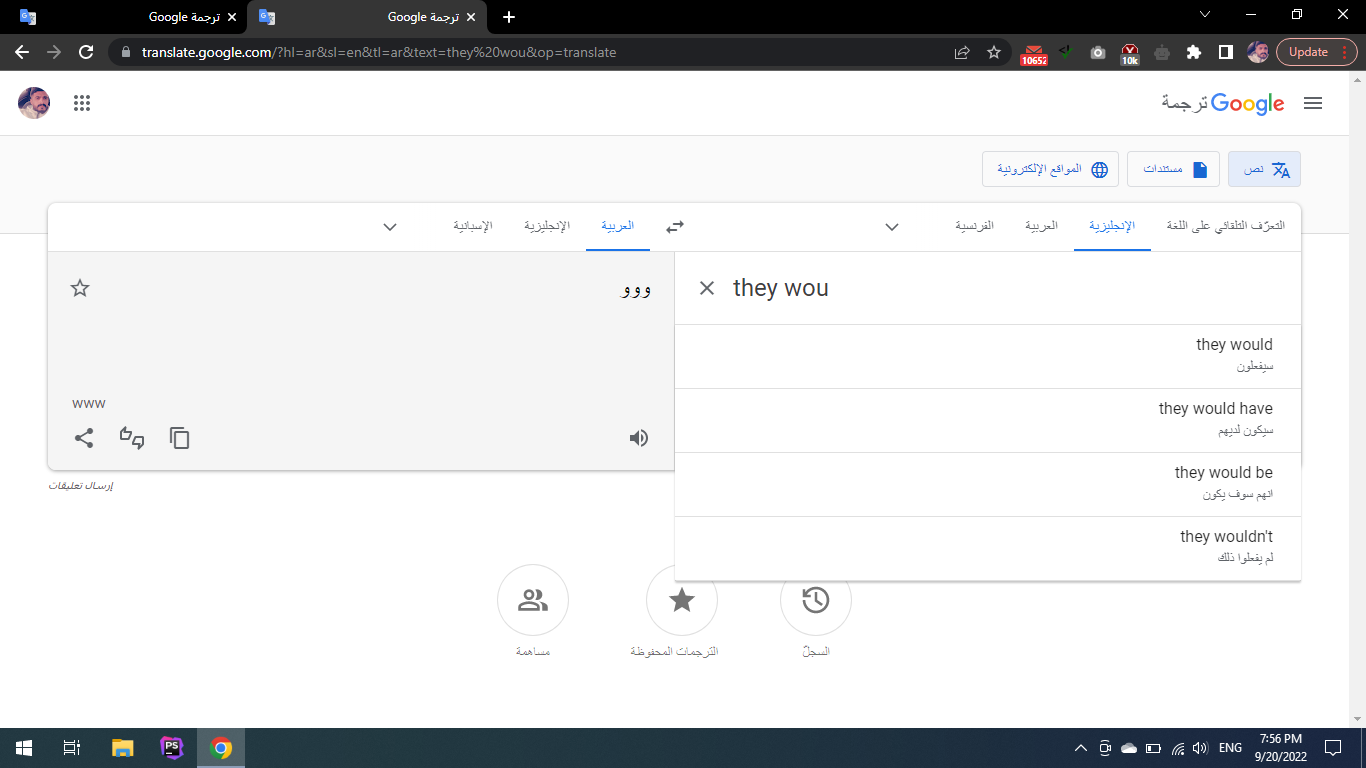 ترجمة Google
ترجمة Google
translate.google.com/?hl=ar&sl=en&tl=ar&text=they%20wou&op=translate
10652
10k
Update
ترجمة Google
نص
مستندات
المواقع الإلكترونية
التعرّف التلقائي على اللغة
الإنجليزية
العربية
الفرنسية
العربية
الإنجليزية
الإسبانية
they wou
they would
سيفعلون
they would have
سيكون لديهم
they would be
انهم سوف يكون
they wouldn't
لم يفعلوا ذلك
ووو
www
إرسال تعليقات
السجلّ
الترجمات المحفوظة
مساهمة
PS
ENG
7:56 PM
9/20/2022